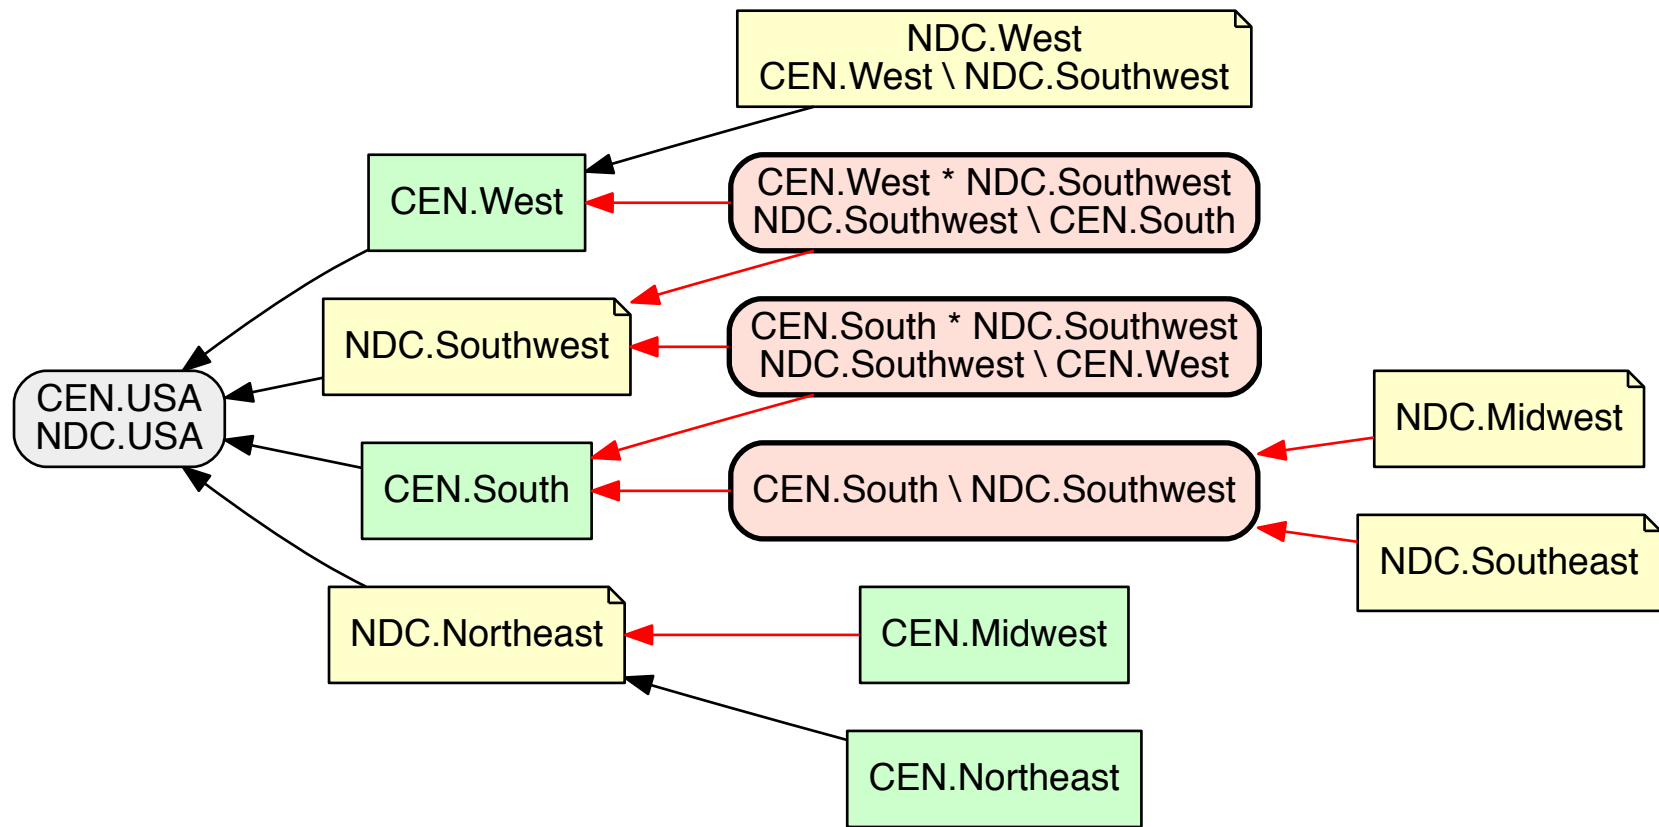 NDC.West
CEN.West \ NDC.Southwest
CEN.West
CEN.West * NDC.Southwest
NDC.Southwest \ CEN.South
NDC.Southwest
CEN.South * NDC.Southwest
NDC.Southwest \ CEN.West
CEN.USA
NDC.USA
NDC.Midwest
CEN.South
CEN.South \ NDC.Southwest
NDC.Southeast
NDC.Northeast
CEN.Midwest
CEN.Northeast